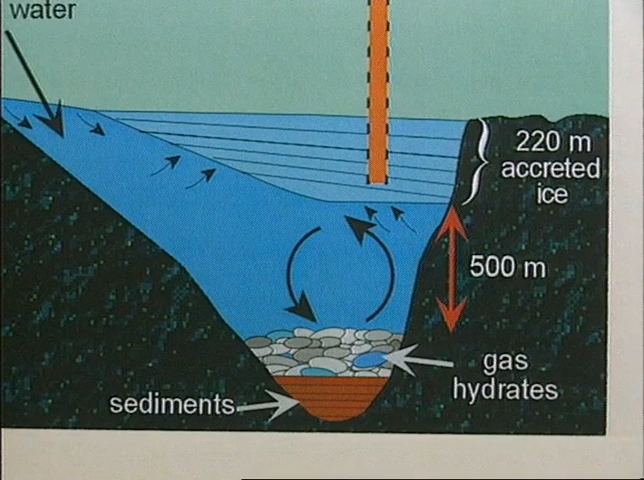 water
220 m
accreted
ice
500 m
gas
hydrates
sediments